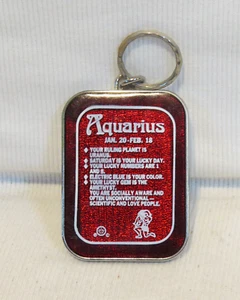 Aquarius
JAN. 20-FEB. 18
◆ YOUR RULING PLANET IS
URANUS.
◆ SATURDAY IS YOUR LUCKY DAY.
◆ YOUR LUCKY NUMBERS ARE 1
AND 8.
◆ ELECTRIC BLUE IS YOUR COLOR.
◆ YOUR LUCKY GEM IS THE
AMETHYST.
YOU ARE SOCIALLY AWARE AND
OFTEN UNCONVENTIONAL—
SCIENTIFIC AND LOVE PEOPLE.